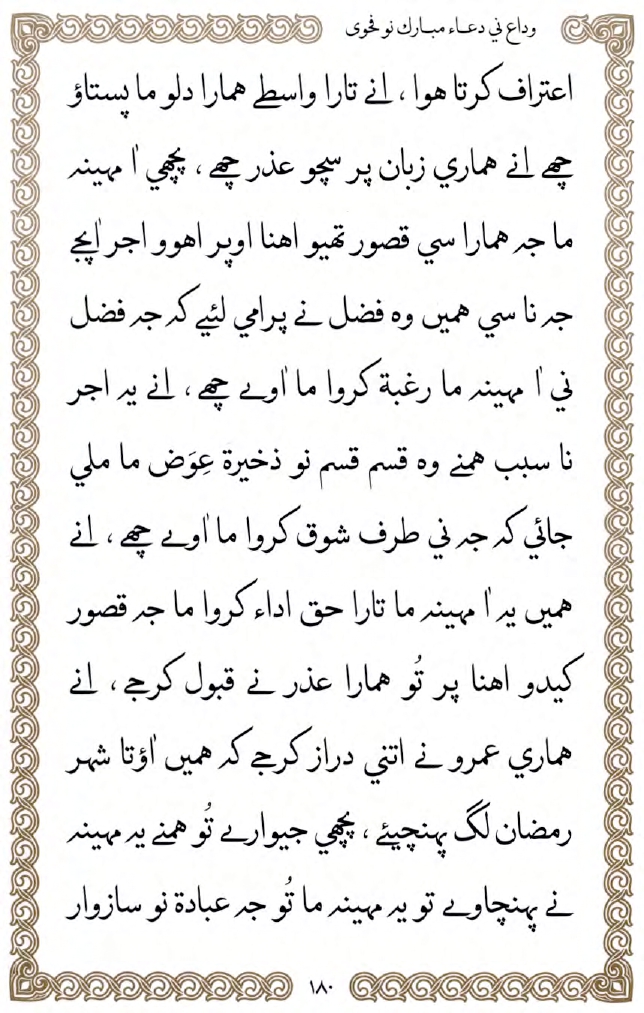 وداع ني دعـاء مبـارك نو فحوى
اعتراف كرتا هوا ، انے تارا واسطے همارا دلو ما پستاؤ
چھے انے هماري زبان پر سچو عذر چھے ، پچھي اٰ مهينہ
ما جہ همارا سي قصور تھيو اهنا اوپر اهوو اجر اٰپجے
جہ نا سي هميں وہ فضل نے پرامي لئيے كہ جہ فضل
ني اٰ مهينہ ما رغبة كروا ما اٰوے چھے ، انے يہ اجر
نا سبب همنے وہ قسم قسم نو ذخيرة عِوَض ما ملي
جائي كہ جہ ني طرف شوق كروا ما اٰوے چھے ، انے
هميں يہ اٰ مهينہ ما تارا حق اداء كروا ما جہ قصور
كيدو اهنا پر تُو همارا عذر نے قبول كرجے ، انے
هماري عمرو نے اتني دراز كرجے كہ هميں اٰؤتا شهر
رمضان لگ پهنچيئے ، پچھي جيوارے تُو همنے يہ مهينہ
نے پهنچاوے تو يہ مهينہ ما تُو جہ عبادة نو سازوار
١٨٠